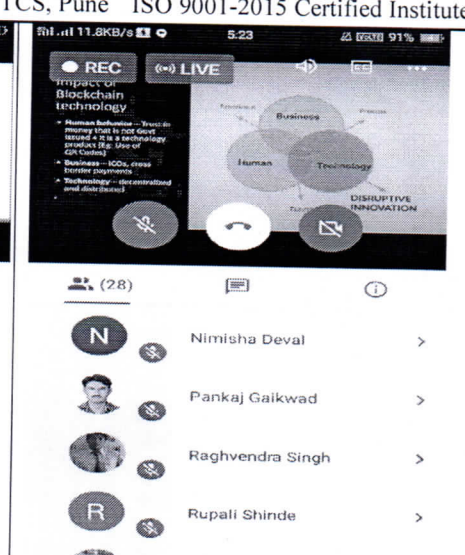 TCS, Pune ISO 9001-2015 Certified Institute
11.8KB/s
5:23
91%
REC
LIVE
CC
Impact of
Blockchain
technology
Human behavior – Trust in
money that is not Govt
issued + it is a technology
product [Eg: Use of
QR Codes]
Business – ICOs, cross
border payments
Technology – decentralized
and distributed
Business
Human
Technology
DISRUPTIVE
INNOVATION
(28)
N
Nimisha Deval
Pankaj Gaikwad
Raghvendra Singh
R
Rupali Shinde